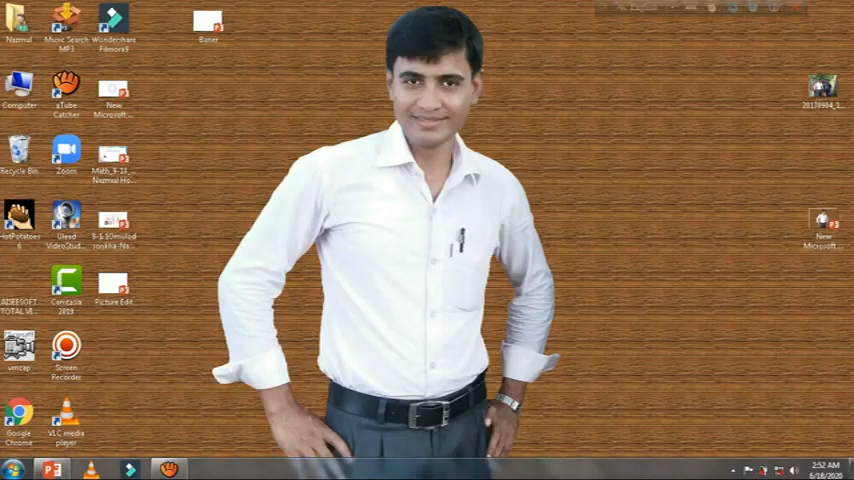 Nazmul
Music Search
MP3
Wondershare
Filmora9
Baner
Computer
aTube
Catcher
New
Microsoft ...
20170904_1...
Recycle Bin
Zoom
Math_9-10_
Nazmul Ho...
HotPotatoes
6
Ulead
VideoStud...
New
Microsoft...
AISEESOFT
TOTAL VI...
Camtasia
2019
Picture Edit
vmcap
Screen
Recorder
Google
Chrome
VLC media
player
2:52 AM
6/18/2020